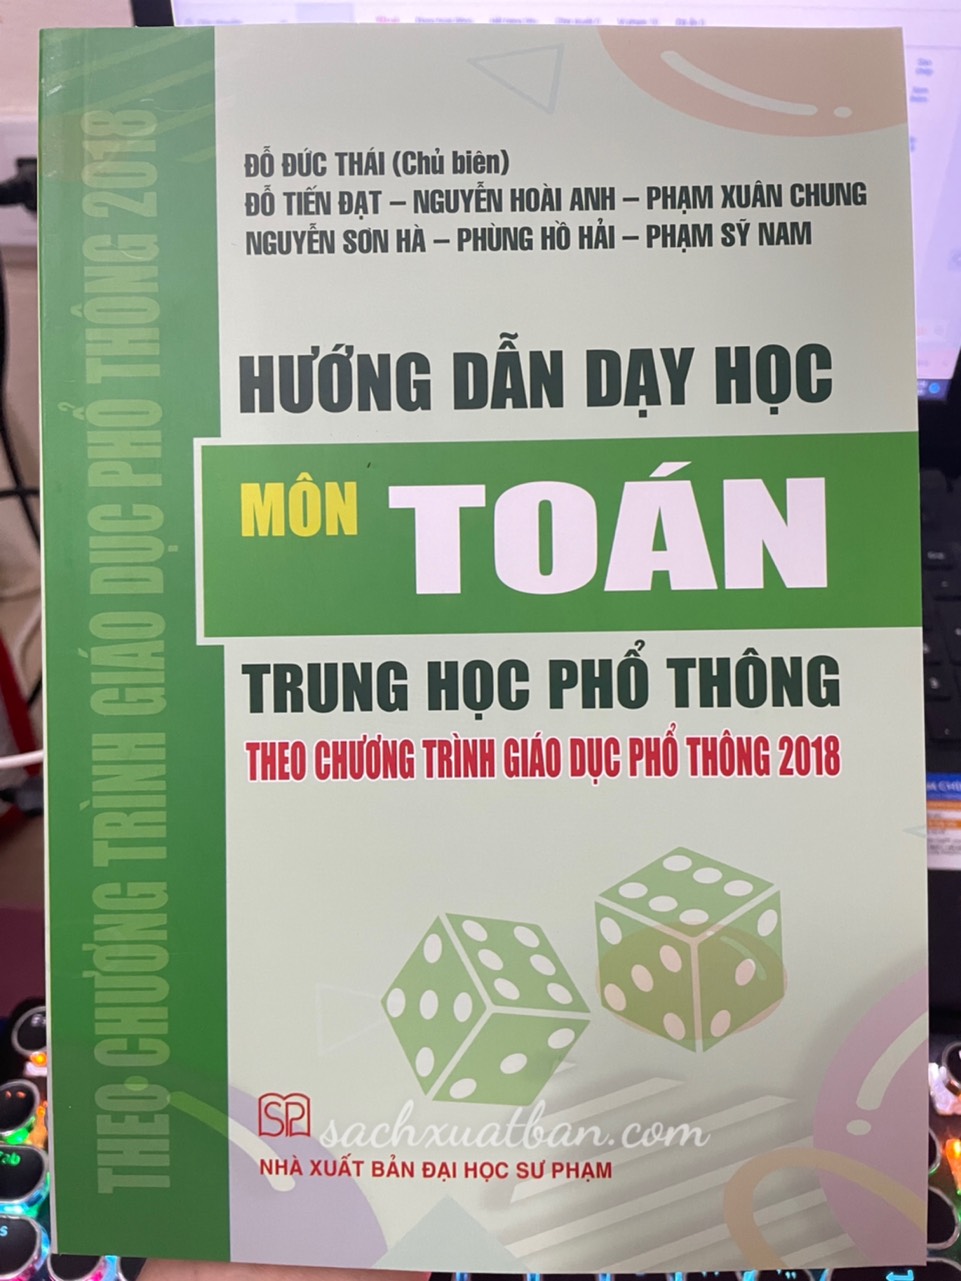 THEO CHƯƠNG TRÌNH GIÁO DỤC PHỔ THÔNG 2018
ĐỖ ĐỨC THÁI (Chủ biên)
ĐỖ TIẾN ĐẠT – NGUYỄN HOÀI ANH – PHẠM XUÂN CHUNG
NGUYỄN SƠN HÀ – PHÙNG HỒ HẢI – PHẠM SỸ NAM
HƯỚNG DẪN DẠY HỌC
MÔN TOÁN
TRUNG HỌC PHỔ THÔNG
THEO CHƯƠNG TRÌNH GIÁO DỤC PHỔ THÔNG 2018
SP
sachxuatban.com
NHÀ XUẤT BẢN ĐẠI HỌC SƯ PHẠM
Tab